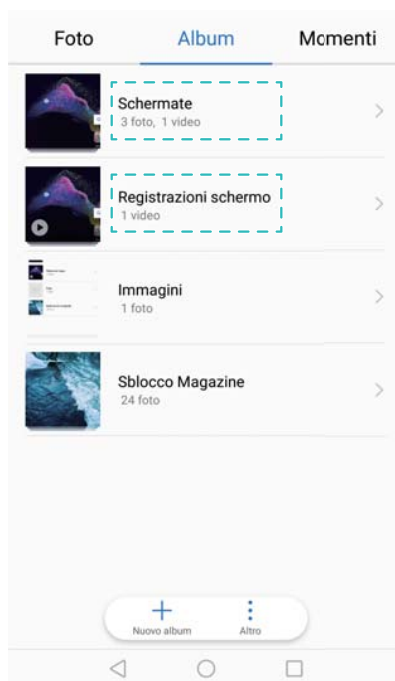 Foto Album Momenti
Schermate
3 foto, 1 video
Registrazioni schermo
1 video
Immagini
1 foto
Sblocco Magazine
24 foto
Nuovo album Altro